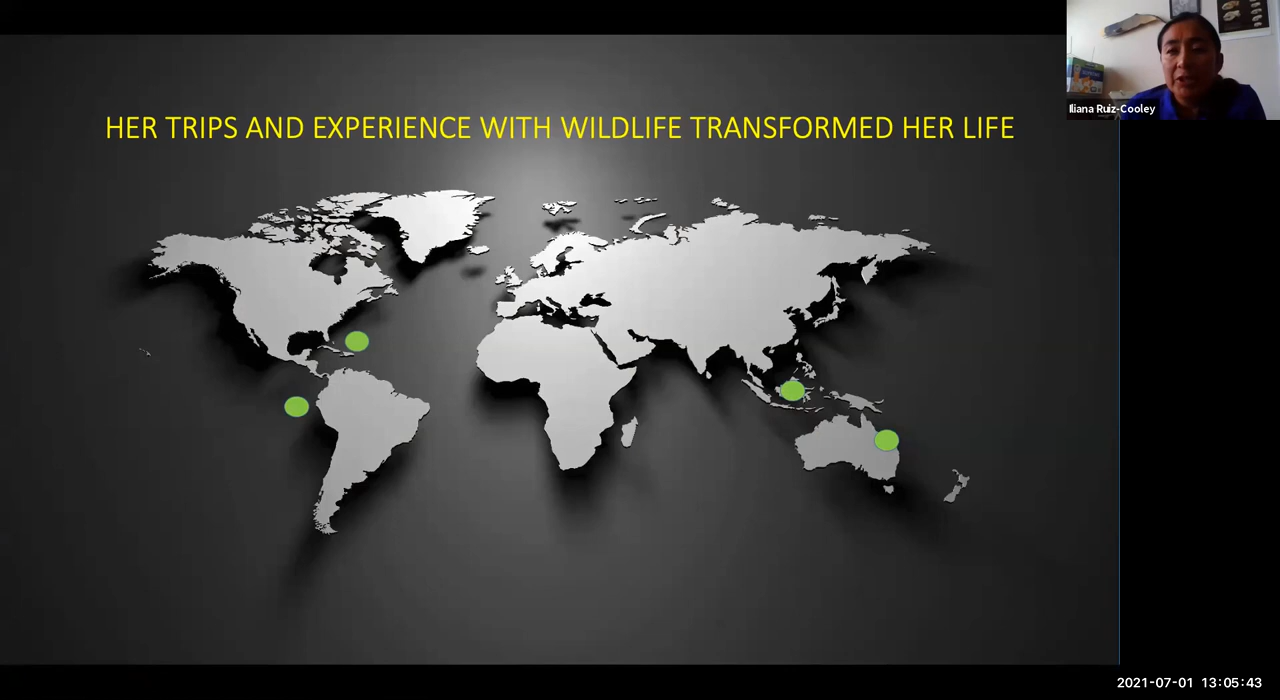 HER TRIPS AND EXPERIENCE WITH WILDLIFE TRANSFORMED HER LIFE
Iliana Ruiz-Cooley
2021-07-01 13:05:43